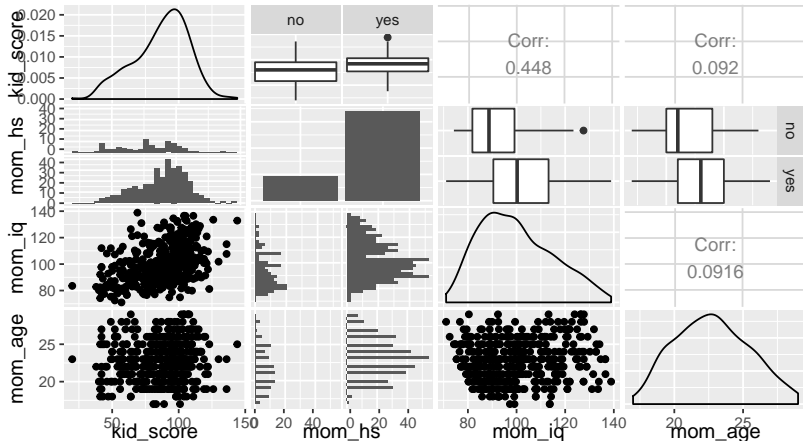 no yes
kid_score
0.020
0.015
0.010
0.005
0.000
Corr:
0.448
Corr:
0.092
mom_hs
40
30
20
10
0
40
30
20
10
0
no
yes
mom_iq
140
120
100
80
Corr:
0.0916
mom_age
25
20
50 100 150
kid_score
0 20 40 0 20 40
mom_hs
80 100 120 140
mom_iq
20 25
mom_age